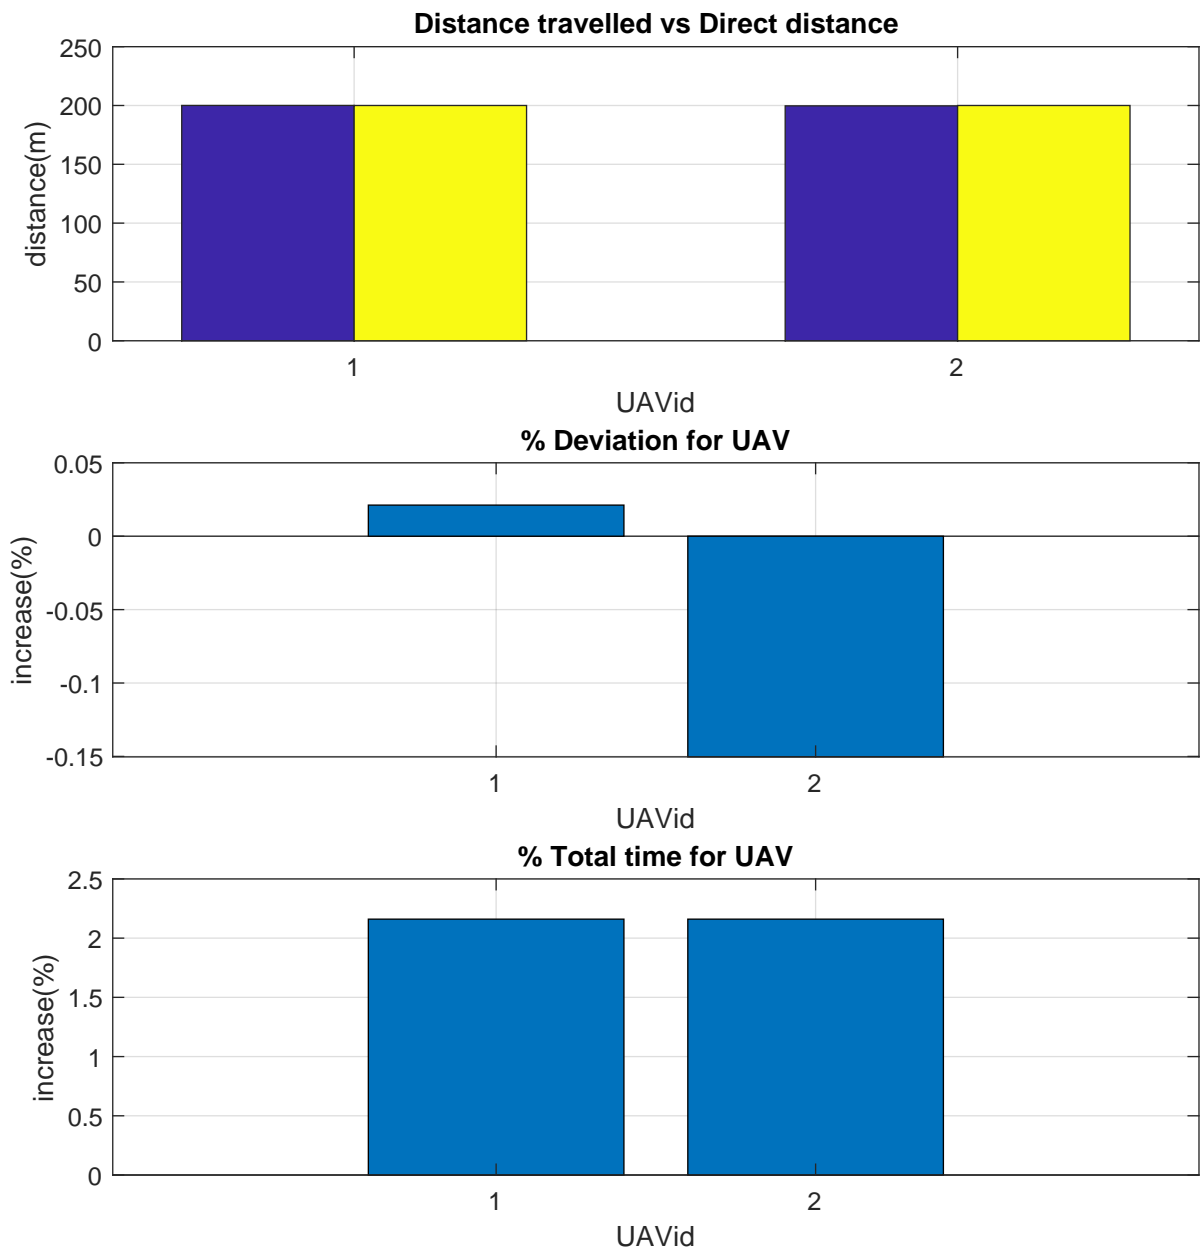 Distance travelled vs Direct distance
250
200
150
100
50
0
distance(m)
1 2
UAVid
% Deviation for UAV
0.05
0
-0.05
-0.1
-0.15
increase(%)
1 2
UAVid
% Total time for UAV
2.5
2
1.5
1
0.5
0
increase(%)
1 2
UAVid